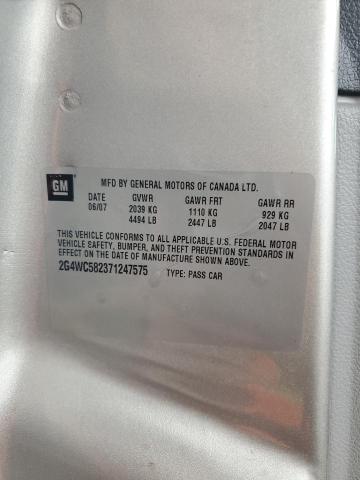 GM
MFD BY GENERAL MOTORS OF CANADA LTD.
DATE GVWR GAWR FRT GAWR RR
06/07 2039 KG 1110 KG 929 KG
4494 LB 2447 LB 2047 LB
THIS VEHICLE CONFORMS TO ALL APPLICABLE U.S. FEDERAL MOTOR
VEHICLE SAFETY, BUMPER, AND THEFT PREVENTION STANDARDS
IN EFFECT ON THE DATE OF MANUFACTURE SHOWN ABOVE.
2G4WC582371247575 TYPE: PASS CAR